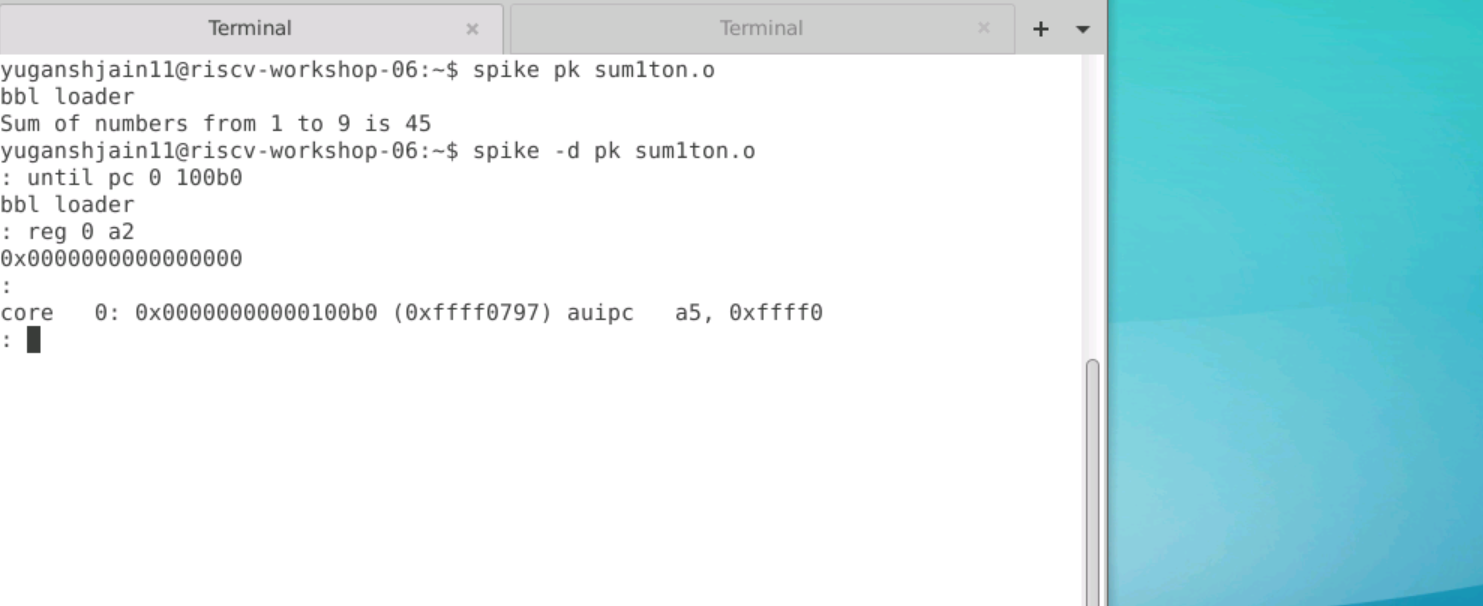 Terminal × Terminal × +
yuganshjain11@riscv-workshop-06:~$ spike pk sum1ton.o
bbl loader
Sum of numbers from 1 to 9 is 45
yuganshjain11@riscv-workshop-06:~$ spike -d pk sum1ton.o
: until pc 0 100b0
bbl loader
: reg 0 a2
0x0000000000000000
:
core   0: 0x00000000000100b0 (0xffff0797) auipc   a5, 0xffff0
: